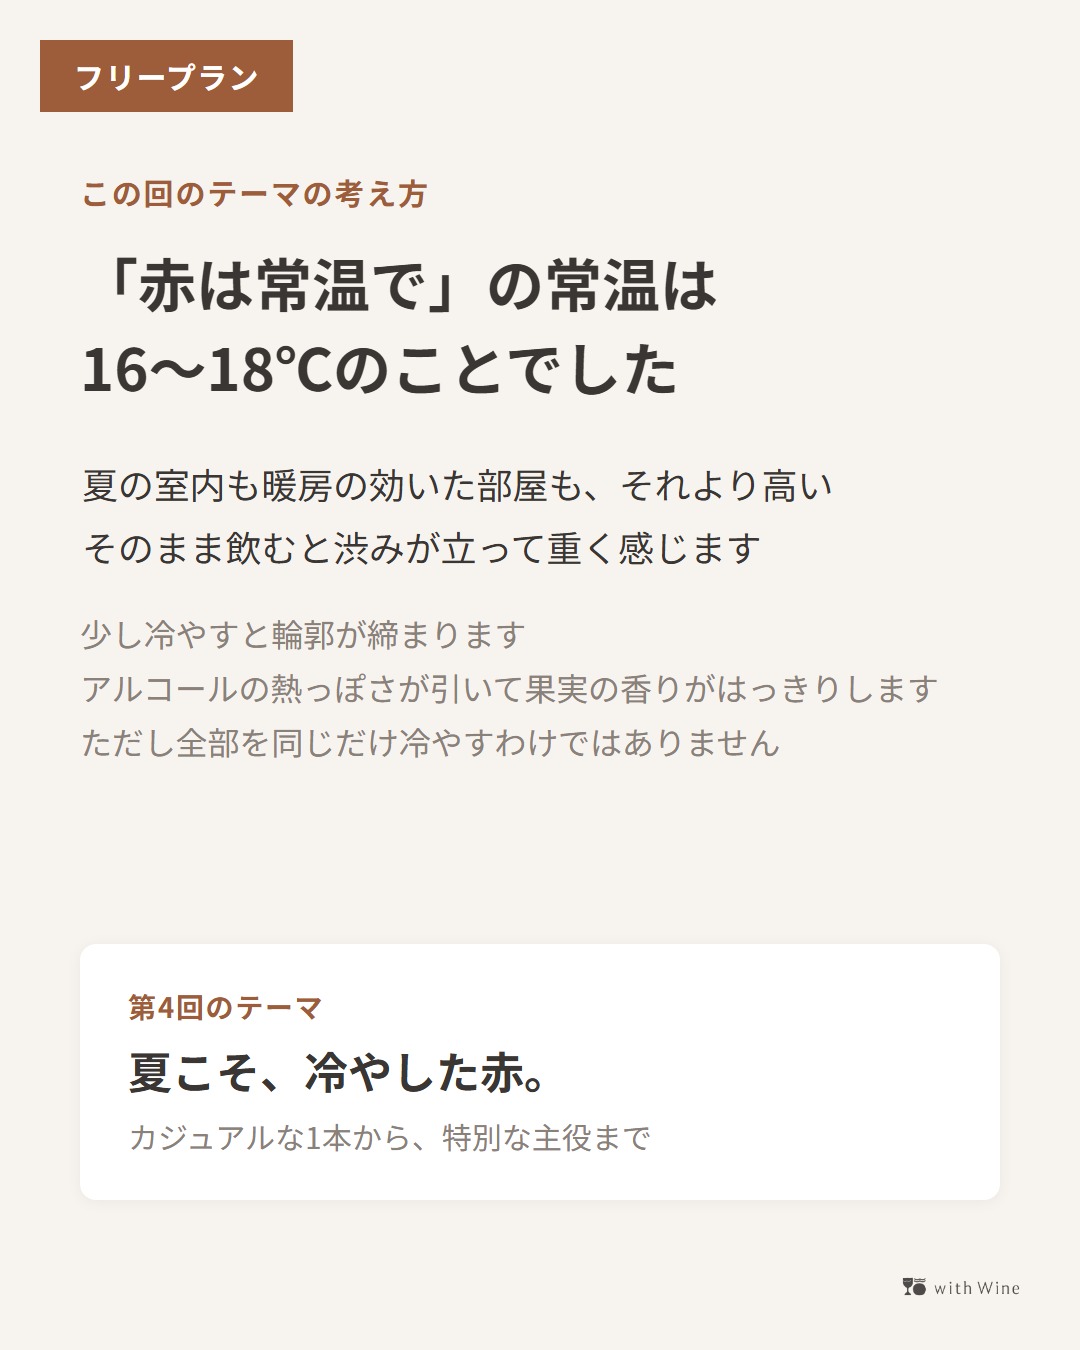 フリープラン
この回のテーマの考え方
「赤は常温で」の常温は
16〜18℃のことでした
夏の室内も暖房の効いた部屋も、それより高い
そのまま飲むと渋みが立って重く感じます
少し冷やすと輪郭が締まります
アルコールの熱っぽさが引いて果実の香りがはっきりします
ただし全部を同じだけ冷やすわけではありません
第4回のテーマ
夏こそ、冷やした赤。
カジュアルな1本から、特別な主役まで
with Wine